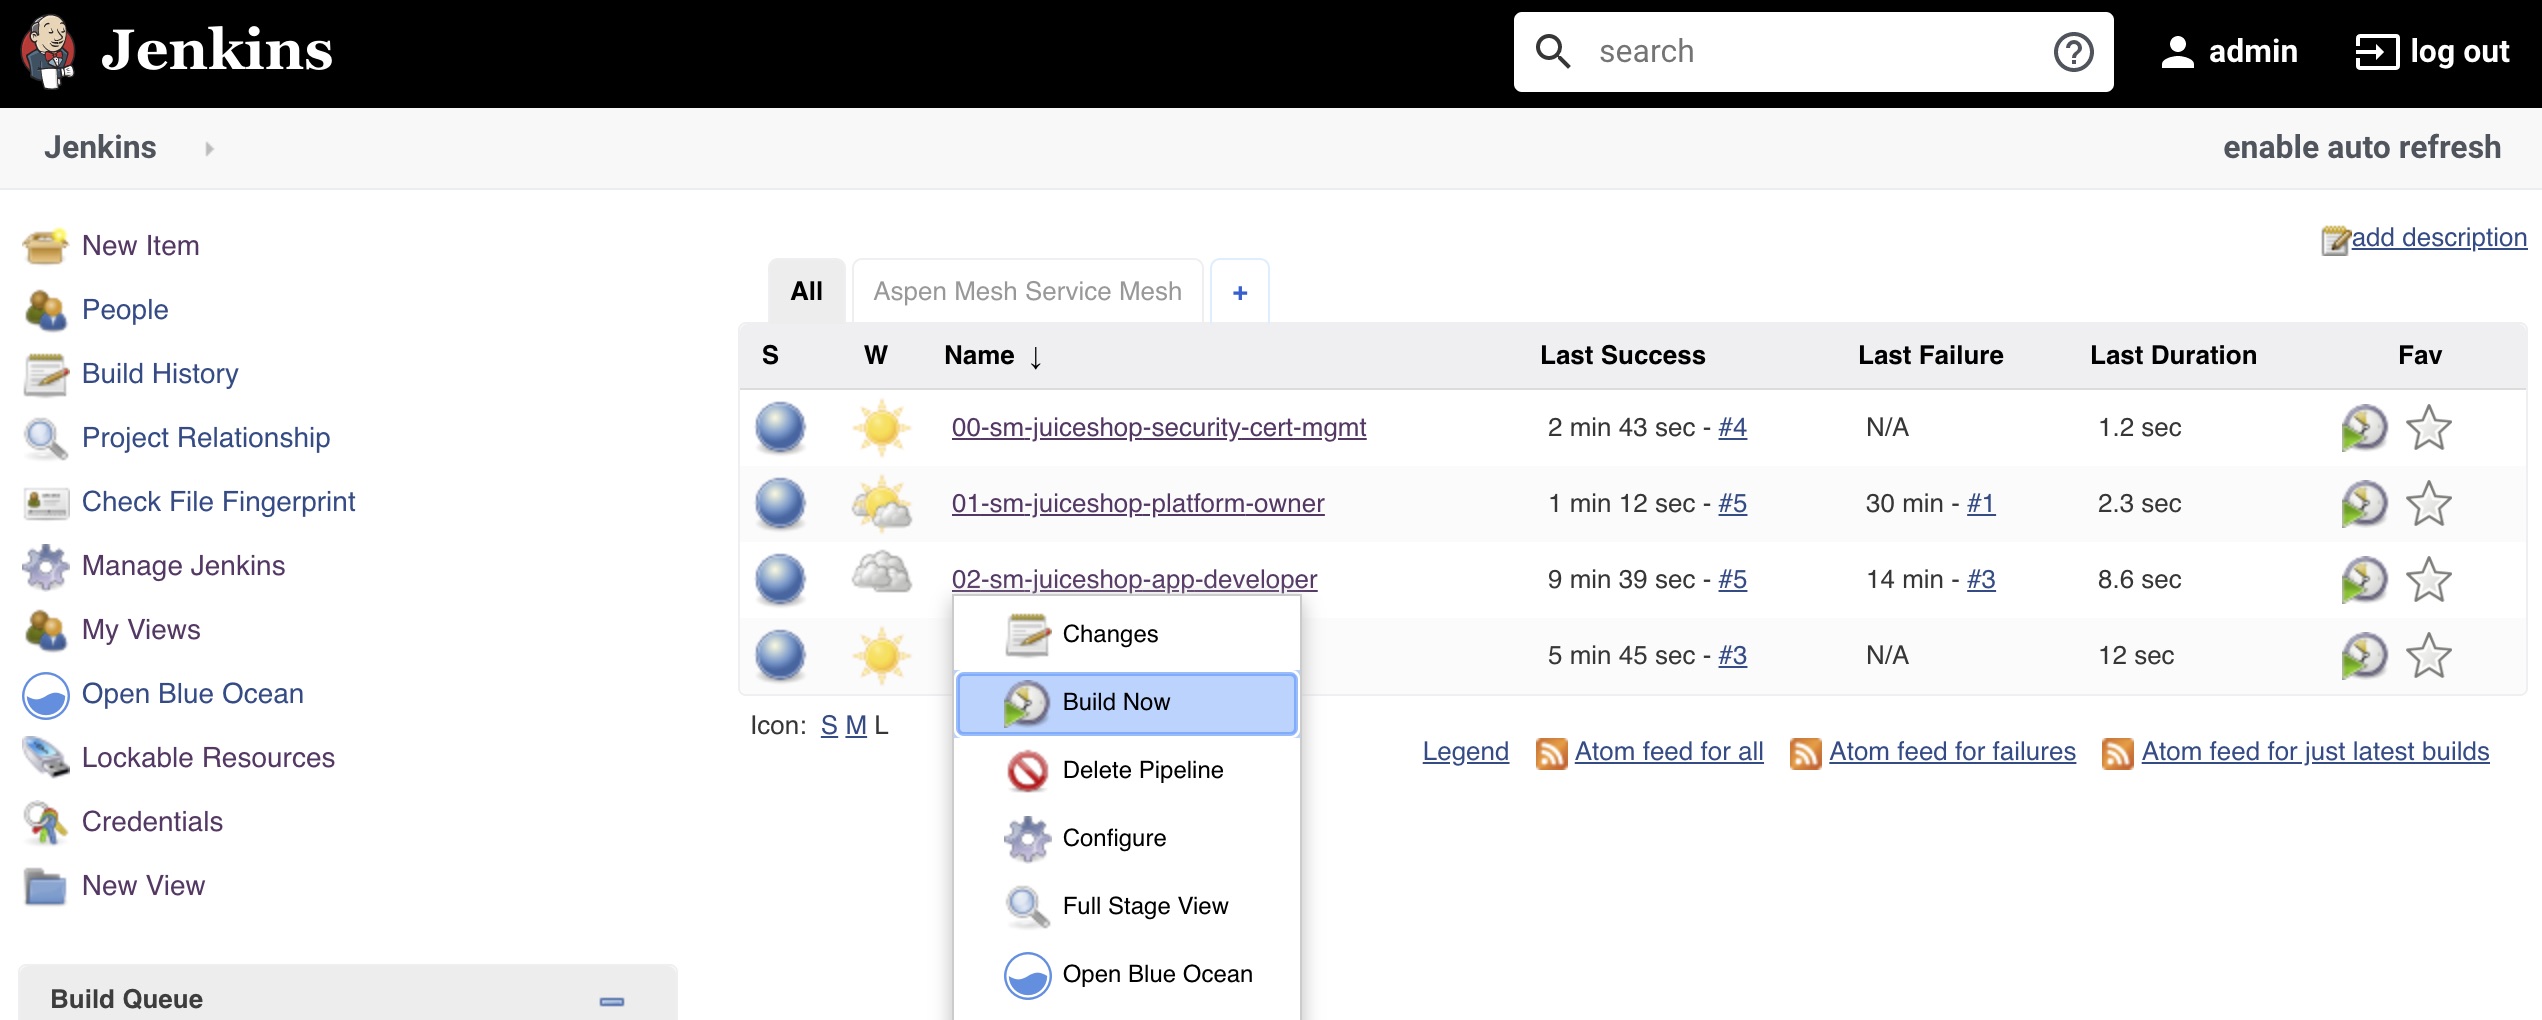 Jenkins
search
admin
log out
Jenkins
enable auto refresh
New Item
People
Build History
Project Relationship
Check File Fingerprint
Manage Jenkins
My Views
Open Blue Ocean
Lockable Resources
Credentials
New View
Build Queue
add description
All Aspen Mesh Service Mesh +
S W Name ↓ Last Success Last Failure Last Duration Fav
00-sm-juiceshop-security-cert-mgmt 2 min 43 sec - #4 N/A 1.2 sec
01-sm-juiceshop-platform-owner 1 min 12 sec - #5 30 min - #1 2.3 sec
02-sm-juiceshop-app-developer 9 min 39 sec - #5 14 min - #3 8.6 sec
5 min 45 sec - #3 N/A 12 sec
Changes
Build Now
Delete Pipeline
Configure
Full Stage View
Open Blue Ocean
Icon: S M L
Legend Atom feed for all Atom feed for failures Atom feed for just latest builds